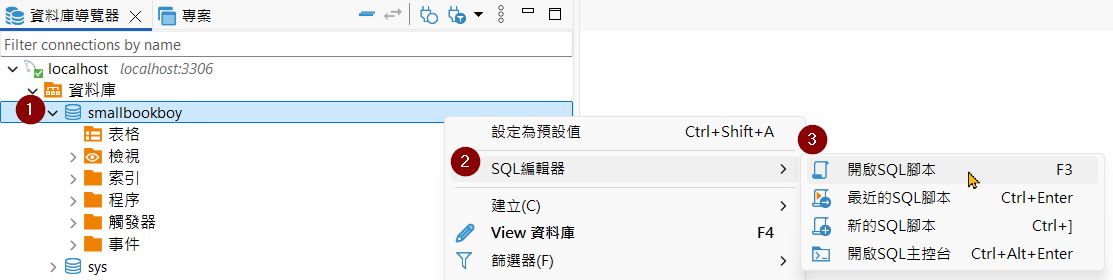 資料庫導覽器 專案
Filter connections by name
localhost localhost:3306
資料庫
1 smallbookboy
表格
檢視
索引
程序
觸發器
事件
sys
設定為預設值 Ctrl+Shift+A
2 SQL編輯器
建立(C)
View 資料庫 F4
篩選器(F)
3
開啟SQL腳本 F3
最近的SQL腳本 Ctrl+Enter
新的SQL腳本 Ctrl+]
開啟SQL主控台 Ctrl+Alt+Enter